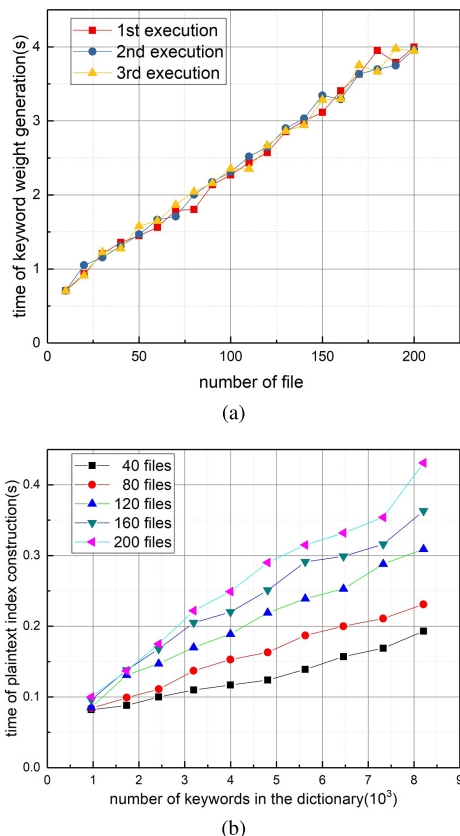 4
3
2
1
0
0
50
100
150
200
1st execution
2nd execution
3rd execution
time of keyword weight generation(s)
number of file
(a)
0.4
0.3
0.2
0.1
0.0
0
1
2
3
4
5
6
7
8
9
40 files
80 files
120 files
160 files
200 files
time of plaintext index construction(s)
number of keywords in the dictionary(10³)
(b)